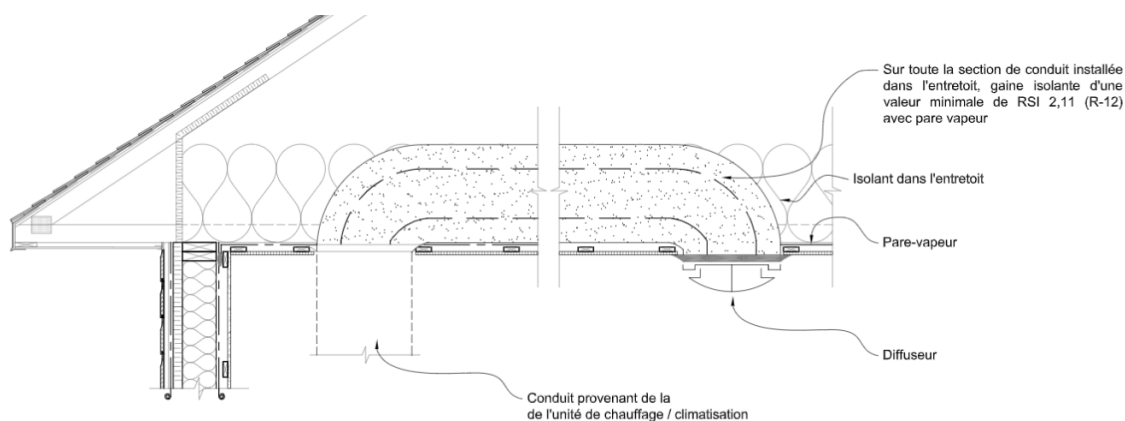 Sur toute la section de conduit installée
dans l'entretoit, gaine isolante d'une
valeur minimale de RSI 2,11 (R-12)
avec pare vapeur
Isolant dans l'entretoit
Pare-vapeur
Diffuseur
Conduit provenant de la
de l'unité de chauffage / climatisation